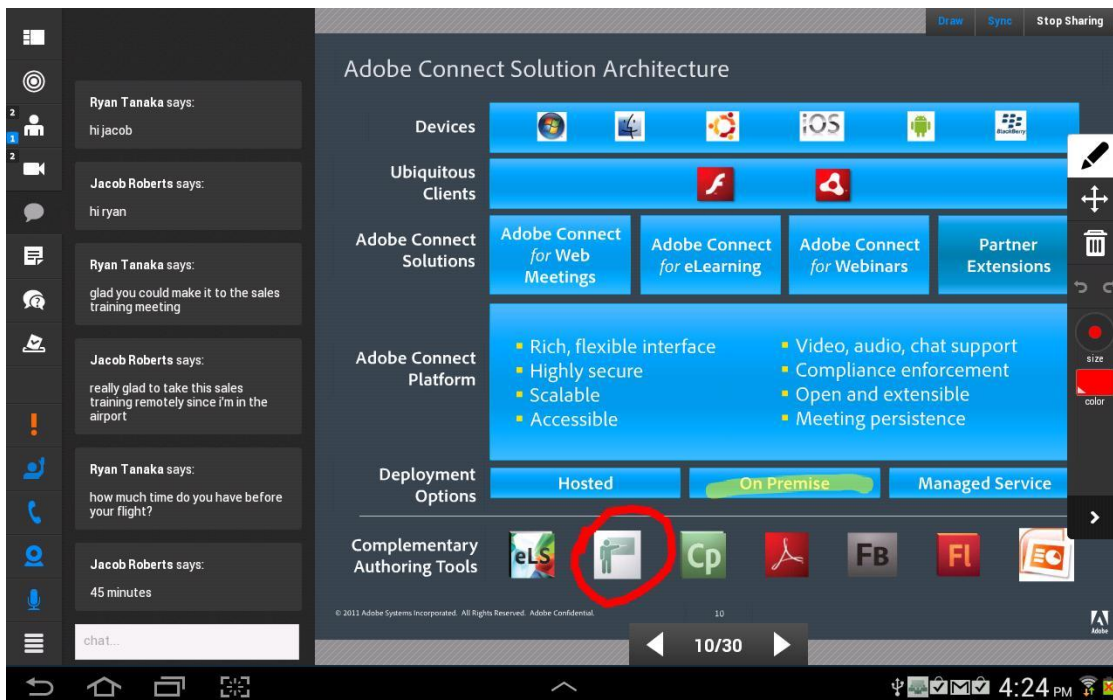 Draw Sync Stop Sharing
Adobe Connect Solution Architecture
2
1
2
Ryan Tanaka says:
hi jacob
Jacob Roberts says:
hi ryan
Ryan Tanaka says:
glad you could make it to the sales
training meeting
Jacob Roberts says:
really glad to take this sales
training remotely since i'm in the
airport
Ryan Tanaka says:
how much time do you have before
your flight?
Jacob Roberts says:
45 minutes
chat...
Devices
iOS
BlackBerry
Ubiquitous
Clients
Adobe Connect
Solutions
Adobe Connect
for Web
Meetings
Adobe Connect
for eLearning
Adobe Connect
for Webinars
Partner
Extensions
Adobe Connect
Platform
Rich, flexible interface
Highly secure
Scalable
Accessible
Video, audio, chat support
Compliance enforcement
Open and extensible
Meeting persistence
Deployment
Options
Hosted
On Premise
Managed Service
Complementary
Authoring Tools
eLS
Cp
FB
Fl
© 2011 Adobe Systems Incorporated. All Rights Reserved. Adobe Confidential.
10
Adobe
size
color
10/30
4:24 PM